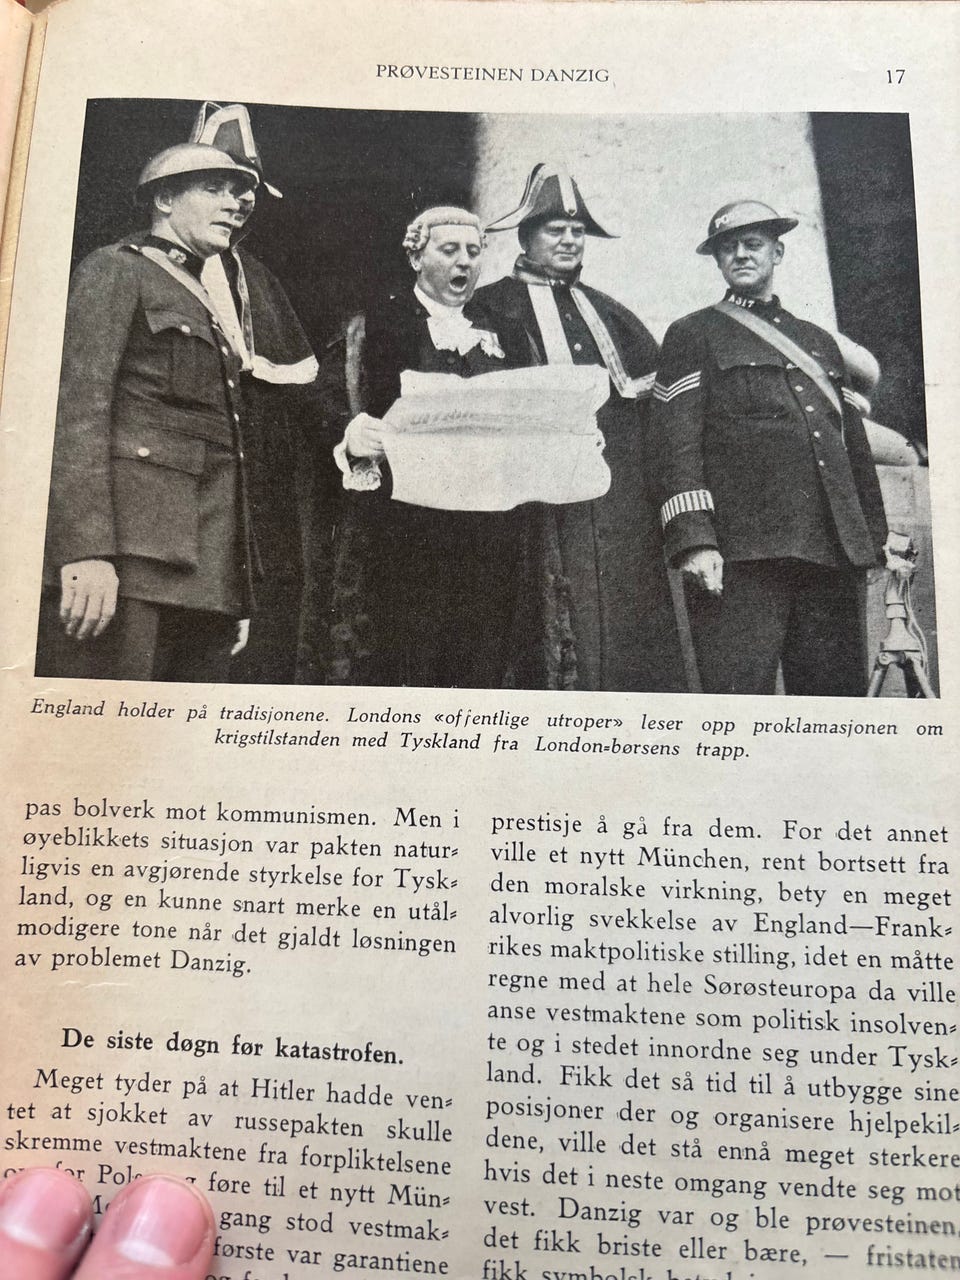 PRØVESTEINEN DANZIG
17
PO
A317
England holder på tradisjonene. Londons «offentlige utroper» leser opp proklamasjonen om
krigstilstanden med Tyskland fra London-børsens trapp.
pas bolverk mot kommunismen. Men i
øyeblikkets situasjon var pakten natur-
ligvis en avgjørende styrkelse for Tysk-
land, og en kunne snart merke en utål-
modigere tone når det gjaldt løsningen
av problemet Danzig.
De siste døgn før katastrofen.
Meget tyder på at Hitler hadde ven-
tet at sjokket av russepakten skulle
skremme vestmaktene fra forpliktelsene
føre til et nytt Mün-
gang stod vestmak-
første var garantiene
prestisje å gå fra dem. For det annet
ville et nytt München, rent bortsett fra
den moralske virkning, bety en meget
alvorlig svekkelse av England—Frank-
rikes maktpolitiske stilling, idet en måtte
regne med at hele Sørøsteuropa da ville
anse vestmaktene som politisk insolven-
te og i stedet innordne seg under Tysk-
land. Fikk det så tid til å utbygge sine
posisjoner der og organisere hjelpekil-
dene, ville det stå ennå meget sterkere
hvis det i neste omgang vendte seg mot
vest. Danzig var og ble prøvesteinen,
det fikk briste eller bære, — fristaten
fikk